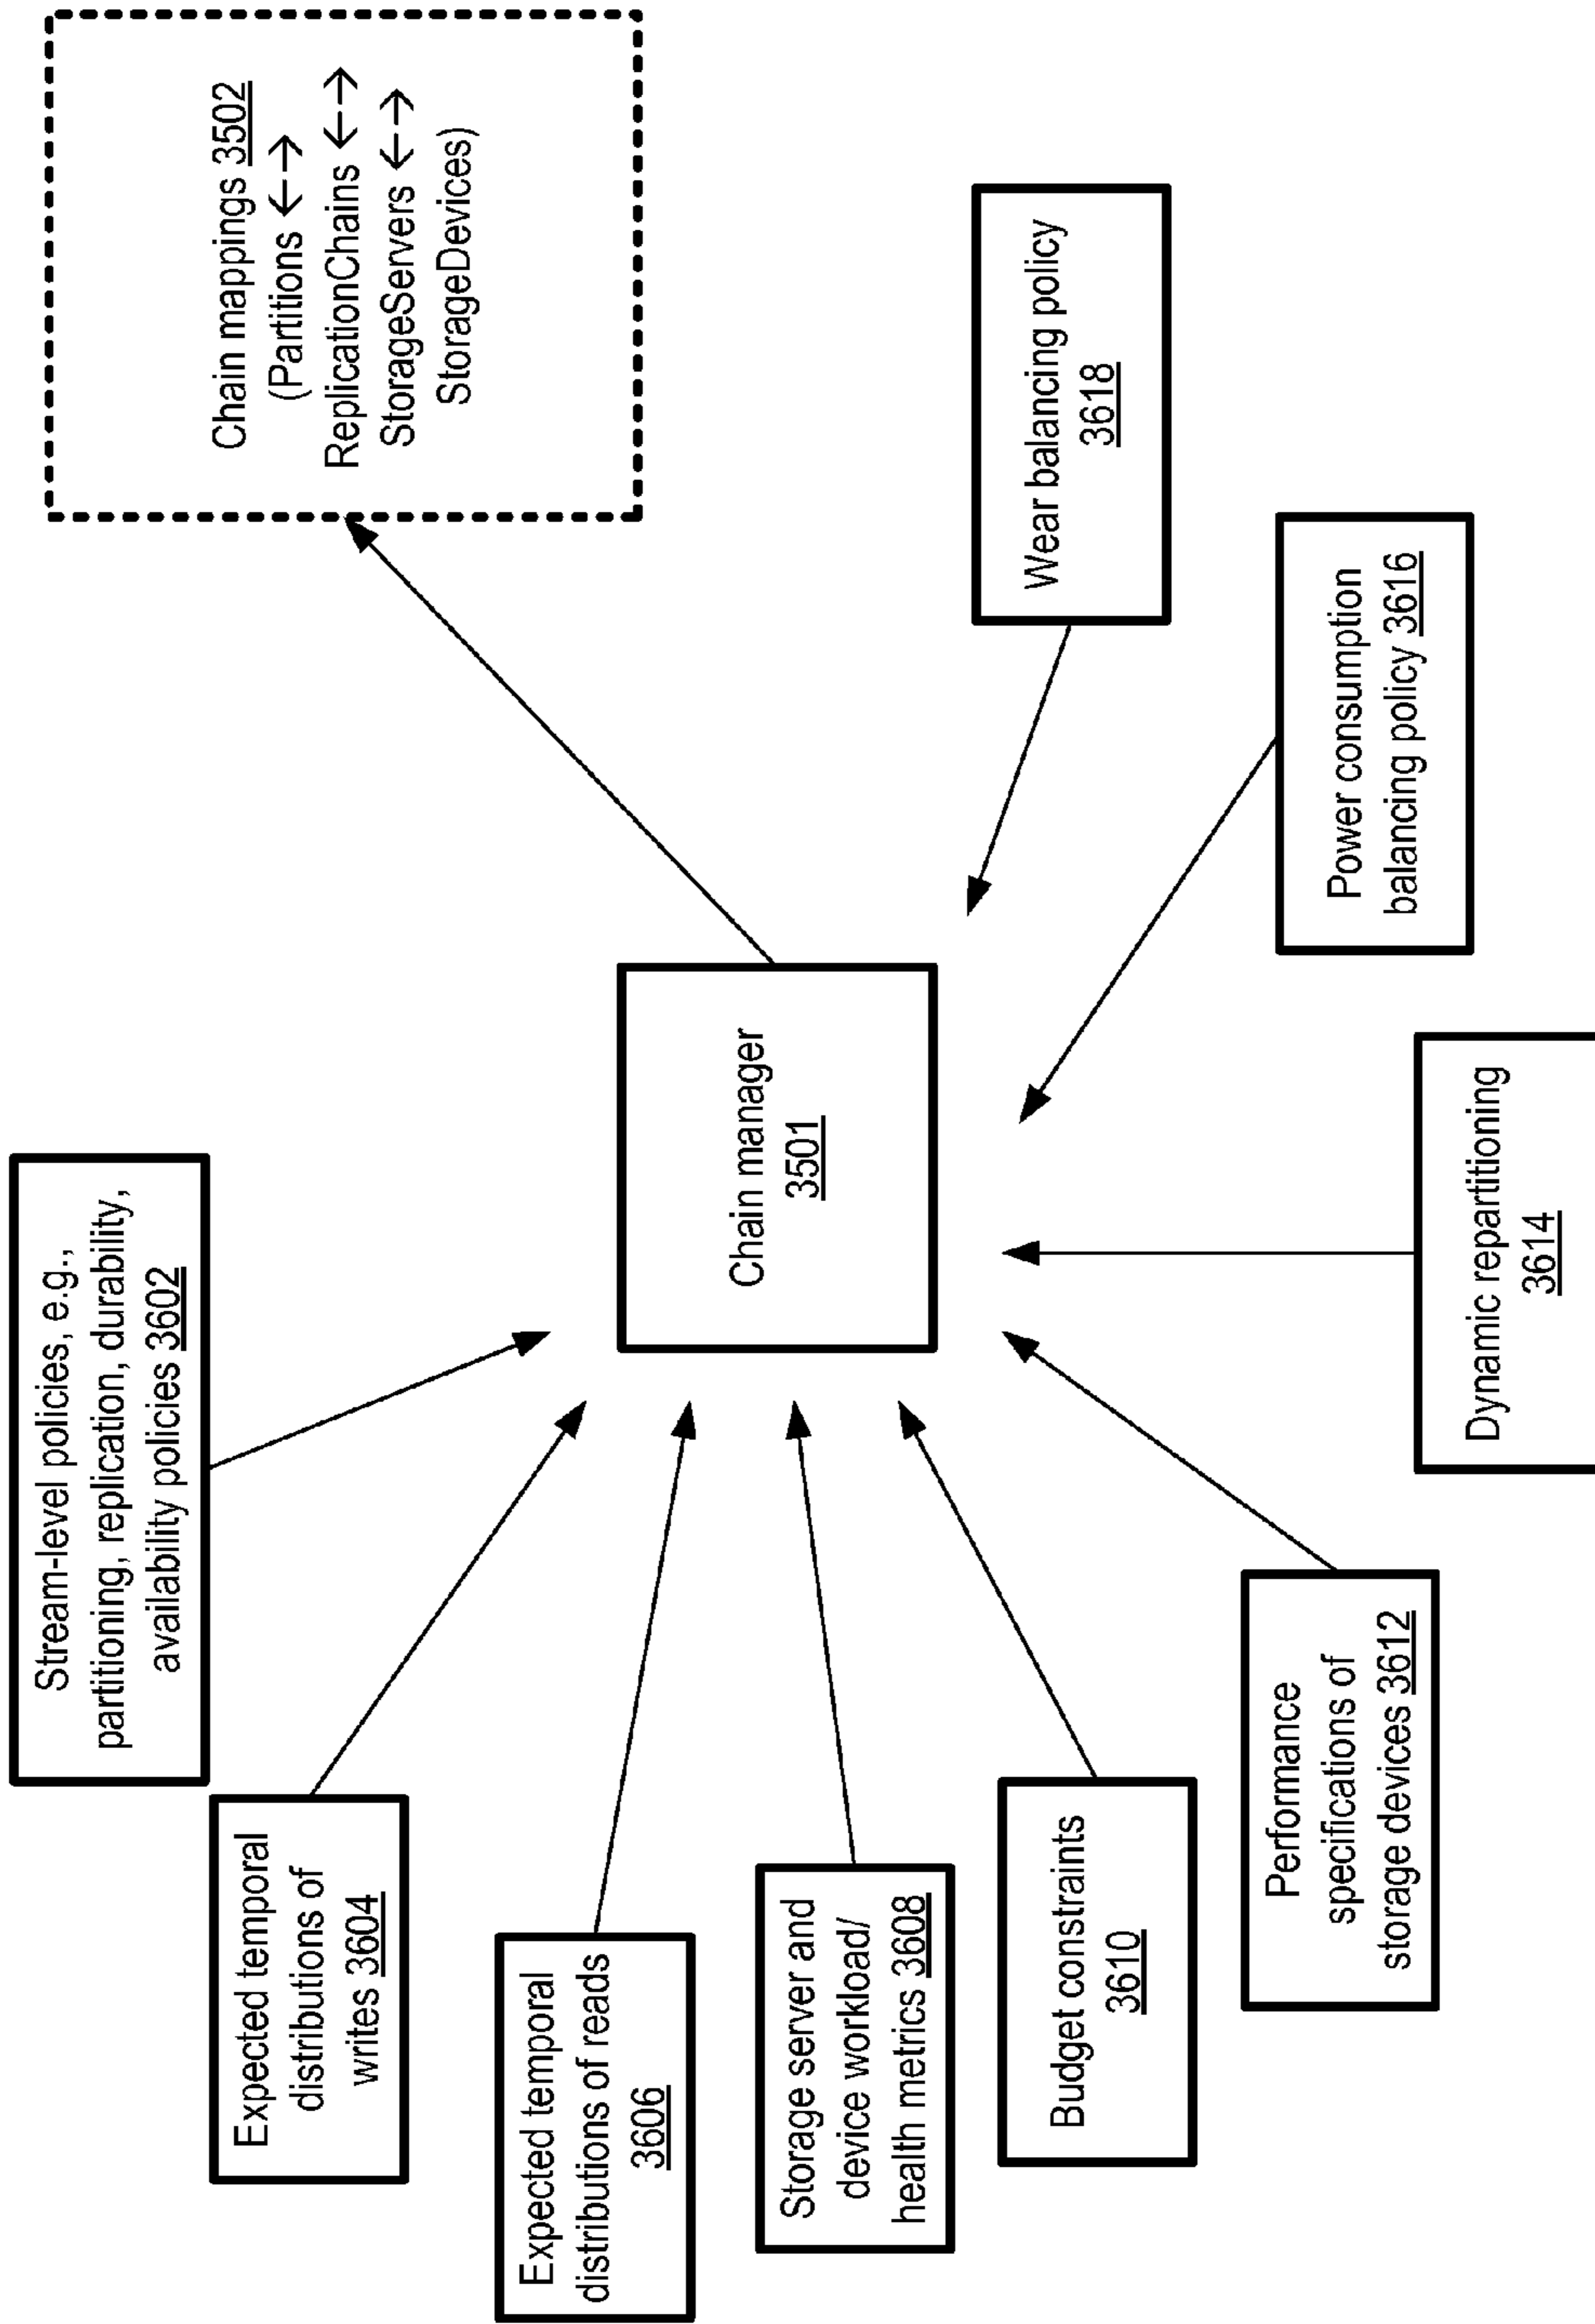 Stream-level policies, e.g.,
partitioning, replication, durability,
availability policies 3602
Expected temporal
distributions of
writes 3604
Expected temporal
distributions of reads
3606
Storage server and
device workload/
health metrics 3608
Budget constraints
3610
Performance
specifications of
storage devices 3612
Dynamic repartitioning
3614
Power consumption
balancing policy 3616
Wear balancing policy
3618
Chain manager
3501
Chain mappings 3502
(Partitions ←→
ReplicationChains ←→
StorageServers ←→
StorageDevices)